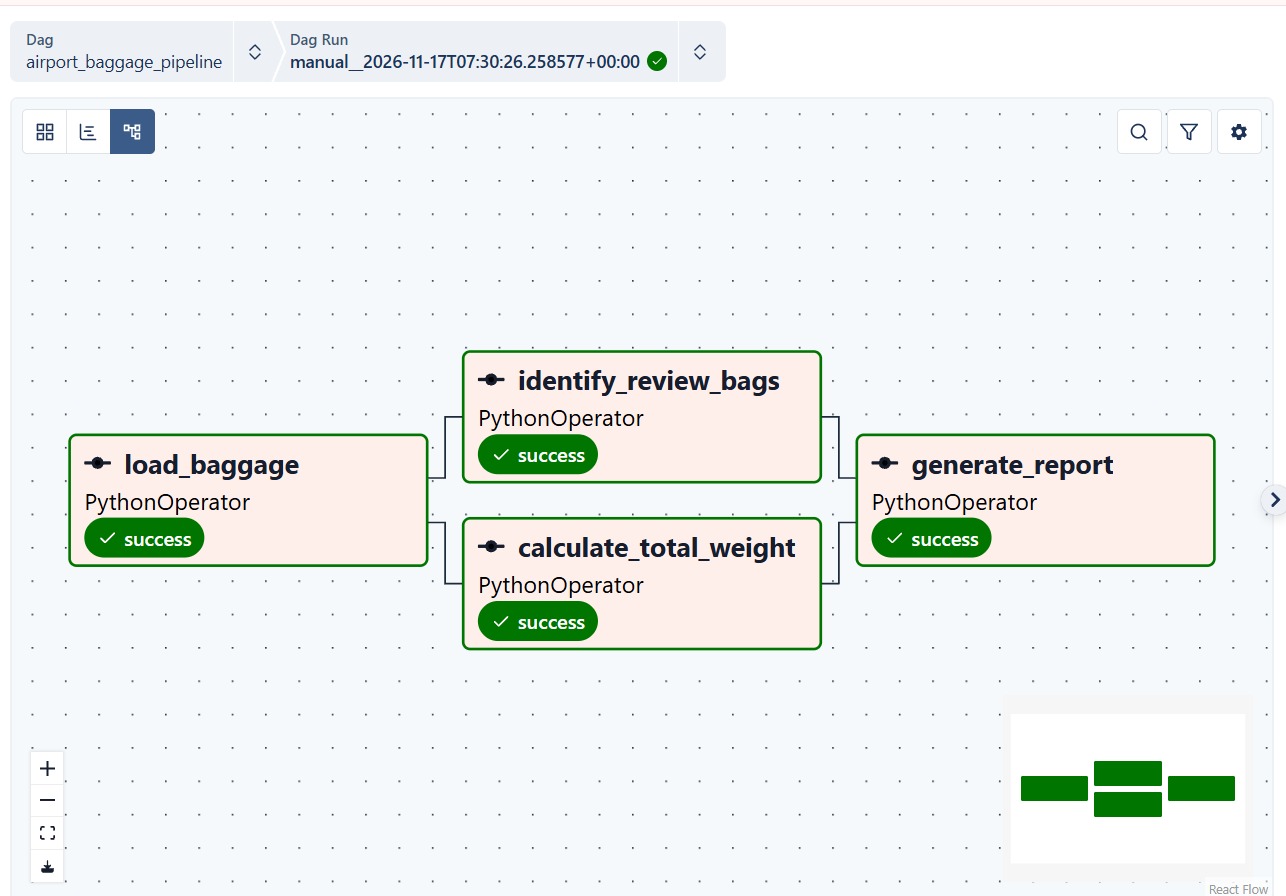 Dag
airport_baggage_pipeline
Dag Run
manual__2026-11-17T07:30:26.258577+00:00
identify_review_bags
PythonOperator
success
load_baggage
PythonOperator
success
generate_report
PythonOperator
success
calculate_total_weight
PythonOperator
success
React Flow